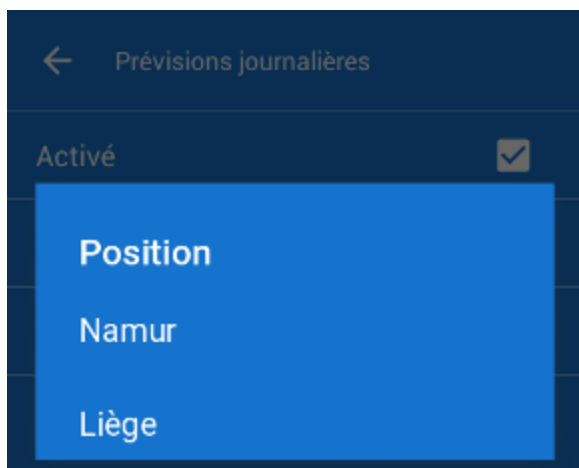 Prévisions journalières
Activé
Position
Namur
Liège